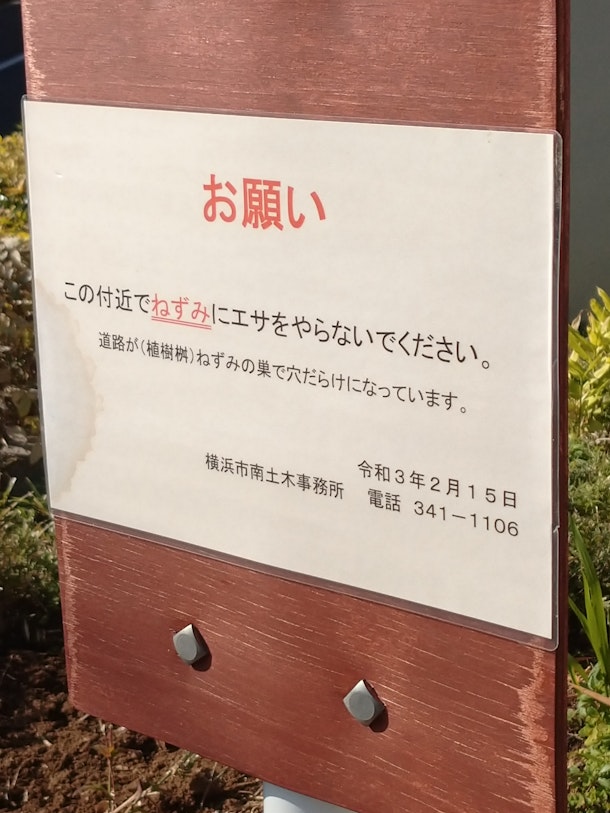 お願い
この付近でねずみにエサをやらないでください。
道路が(植樹桝)ねずみの巣で穴だらけになっています。
令和3年2月15日
横浜市南土木事務所　電話 341-1106